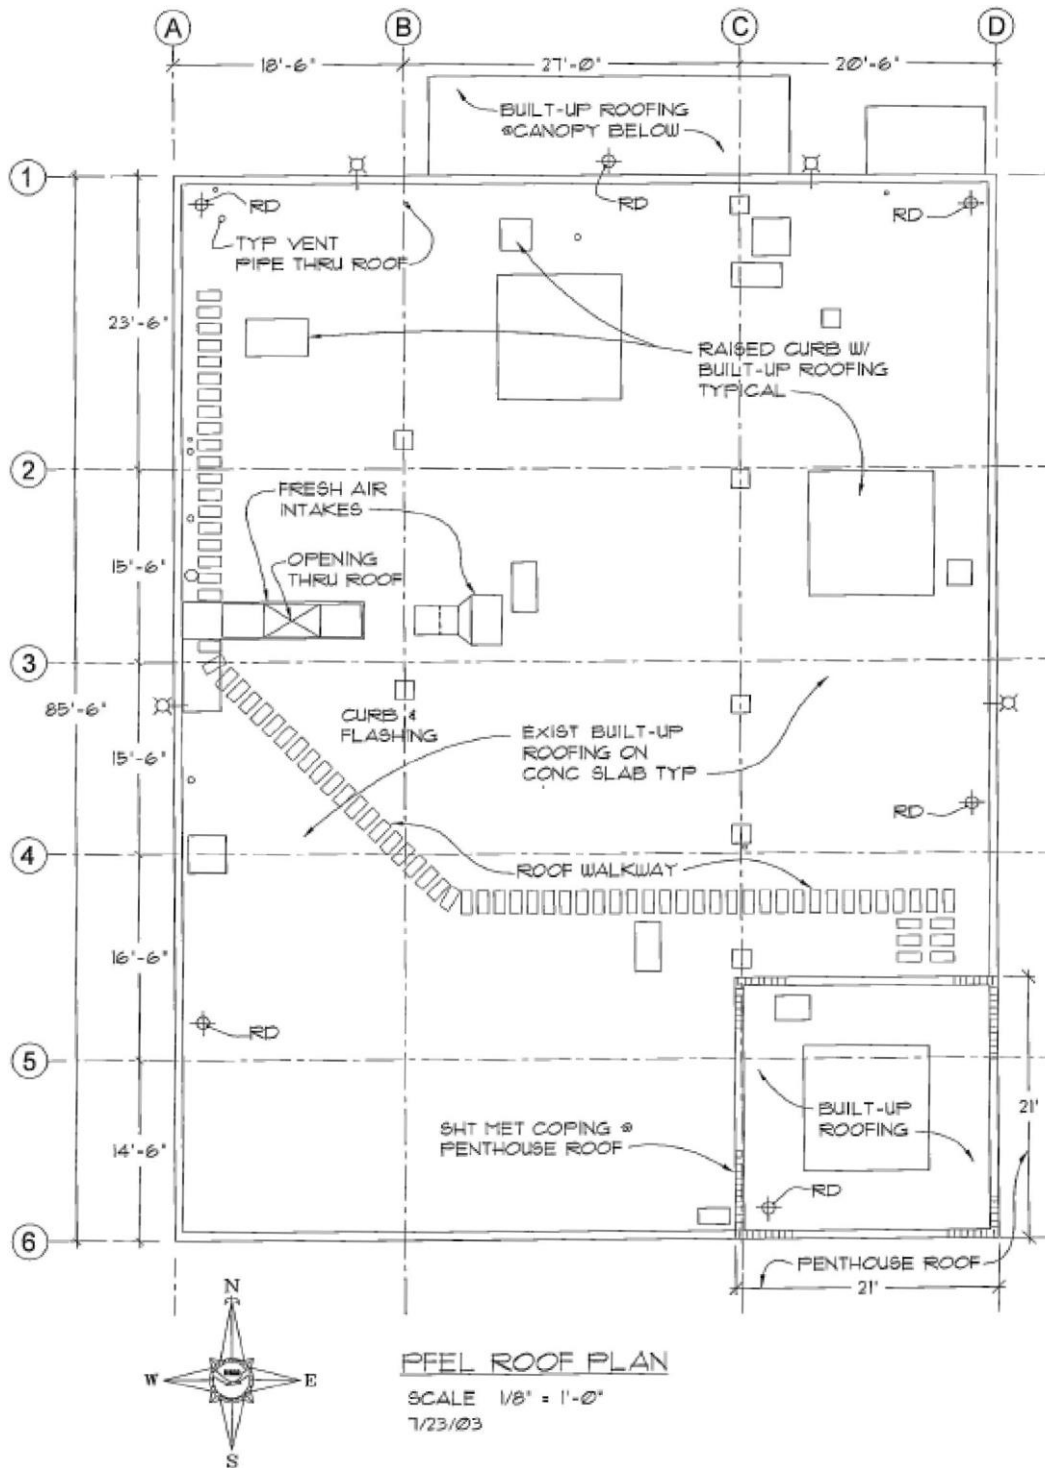 A B C D
18'-6" 27'-0" 20'-6"
BUILT-UP ROOFING
@CANOPY BELOW
1
RD RD RD
TYP VENT
PIPE THRU ROOF
23'-6"
RAISED CURB W/
BUILT-UP ROOFING
TYPICAL
2
FRESH AIR
INTAKES
OPENING
THRU ROOF
15'-6"
3
85'-6"
CURB &
FLASHING
EXIST BUILT-UP
ROOFING ON
CONC SLAB TYP
15'-6"
RD
4
ROOF WALKWAY
16'-6"
RD
5
BUILT-UP
ROOFING
21'
SHT MET COPING @
PENTHOUSE ROOF
14'-6"
RD
6
PENTHOUSE ROOF
21'
N
W E
S
PFEL ROOF PLAN
SCALE 1/8" = 1'-0"
7/23/03